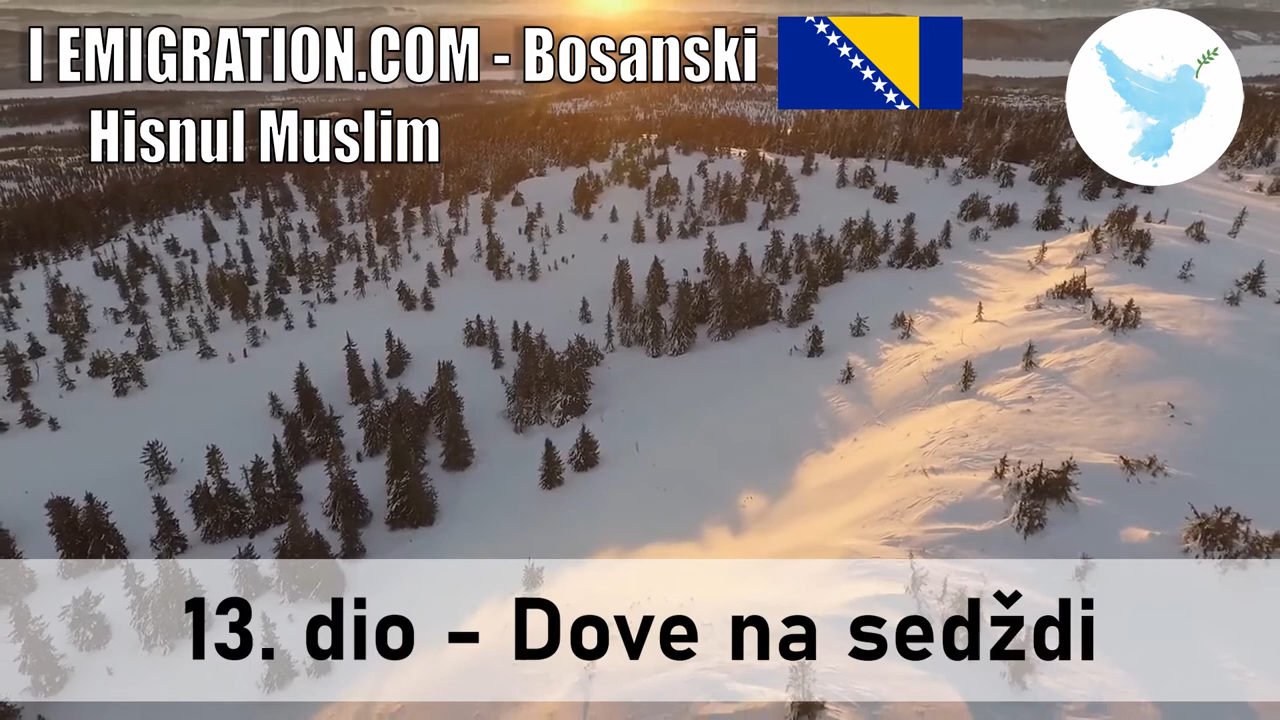 I EMIGRATION.COM - Bosanski
Hisnul Muslim
13. dio - Dove na sedždi